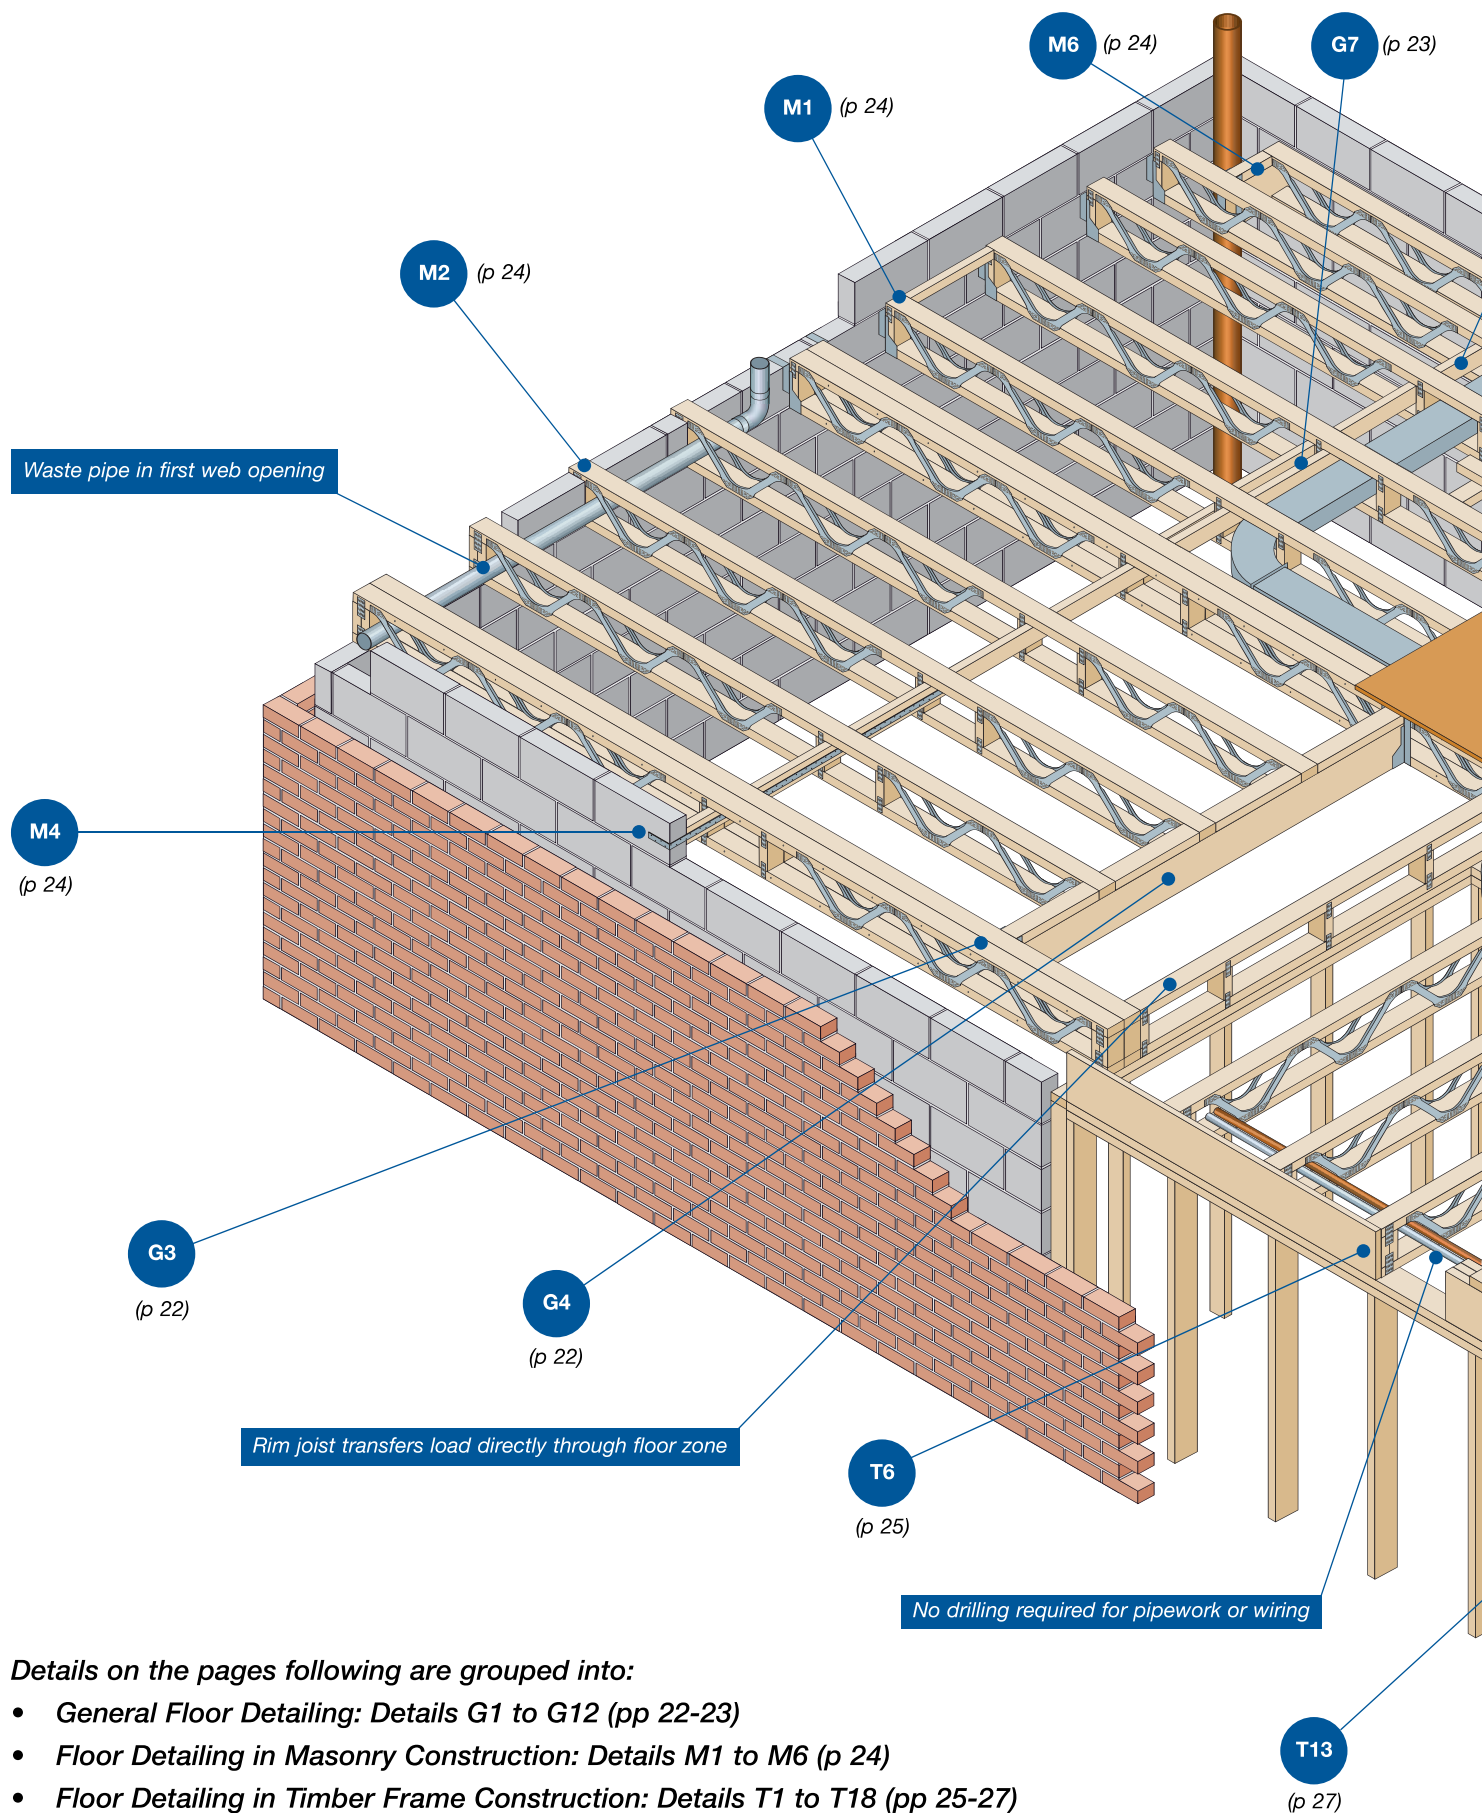 M6 (p 24)
G7 (p 23)
M1 (p 24)
M2 (p 24)
Waste pipe in first web opening
M4
(p 24)
G3
(p 22)
G4
(p 22)
Rim joist transfers load directly through floor zone
T6
(p 25)
No drilling required for pipework or wiring
Details on the pages following are grouped into:
• General Floor Detailing: Details G1 to G12 (pp 22-23)
• Floor Detailing in Masonry Construction: Details M1 to M6 (p 24)
• Floor Detailing in Timber Frame Construction: Details T1 to T18 (pp 25-27)
T13
(p 27)